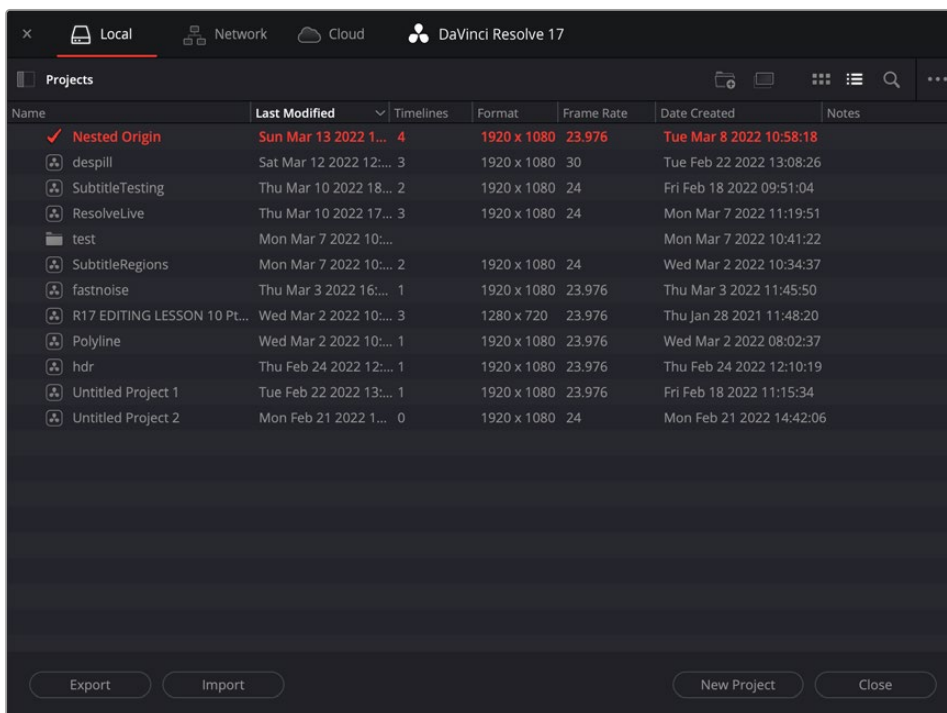 Local Network Cloud DaVinci Resolve 17
Projects
Name Last Modified Timelines Format Frame Rate Date Created Notes
Nested Origin Sun Mar 13 2022 1... 4 1920 x 1080 23.976 Tue Mar 8 2022 10:58:18
despill Sat Mar 12 2022 12:... 3 1920 x 1080 30 Tue Feb 22 2022 13:08:26
SubtitleTesting Thu Mar 10 2022 18... 2 1920 x 1080 24 Fri Feb 18 2022 09:51:04
ResolveLive Thu Mar 10 2022 17... 3 1920 x 1080 24 Mon Mar 7 2022 11:19:51
test Mon Mar 7 2022 10:... Mon Mar 7 2022 10:41:22
SubtitleRegions Mon Mar 7 2022 10:... 2 1920 x 1080 24 Wed Mar 2 2022 10:34:37
fastnoise Thu Mar 3 2022 16:... 1 1920 x 1080 23.976 Thu Mar 3 2022 11:45:50
R17 EDITING LESSON 10 Pt... Wed Mar 2 2022 10:... 3 1280 x 720 23.976 Thu Jan 28 2021 11:48:20
Polyline Wed Mar 2 2022 10:... 1 1920 x 1080 23.976 Wed Mar 2 2022 08:02:37
hdr Thu Feb 24 2022 12:... 1 1920 x 1080 23.976 Thu Feb 24 2022 12:10:19
Untitled Project 1 Tue Feb 22 2022 13:... 1 1920 x 1080 23.976 Fri Feb 18 2022 11:15:34
Untitled Project 2 Mon Feb 21 2022 1... 0 1920 x 1080 24 Mon Feb 21 2022 14:42:06
Export Import New Project Close